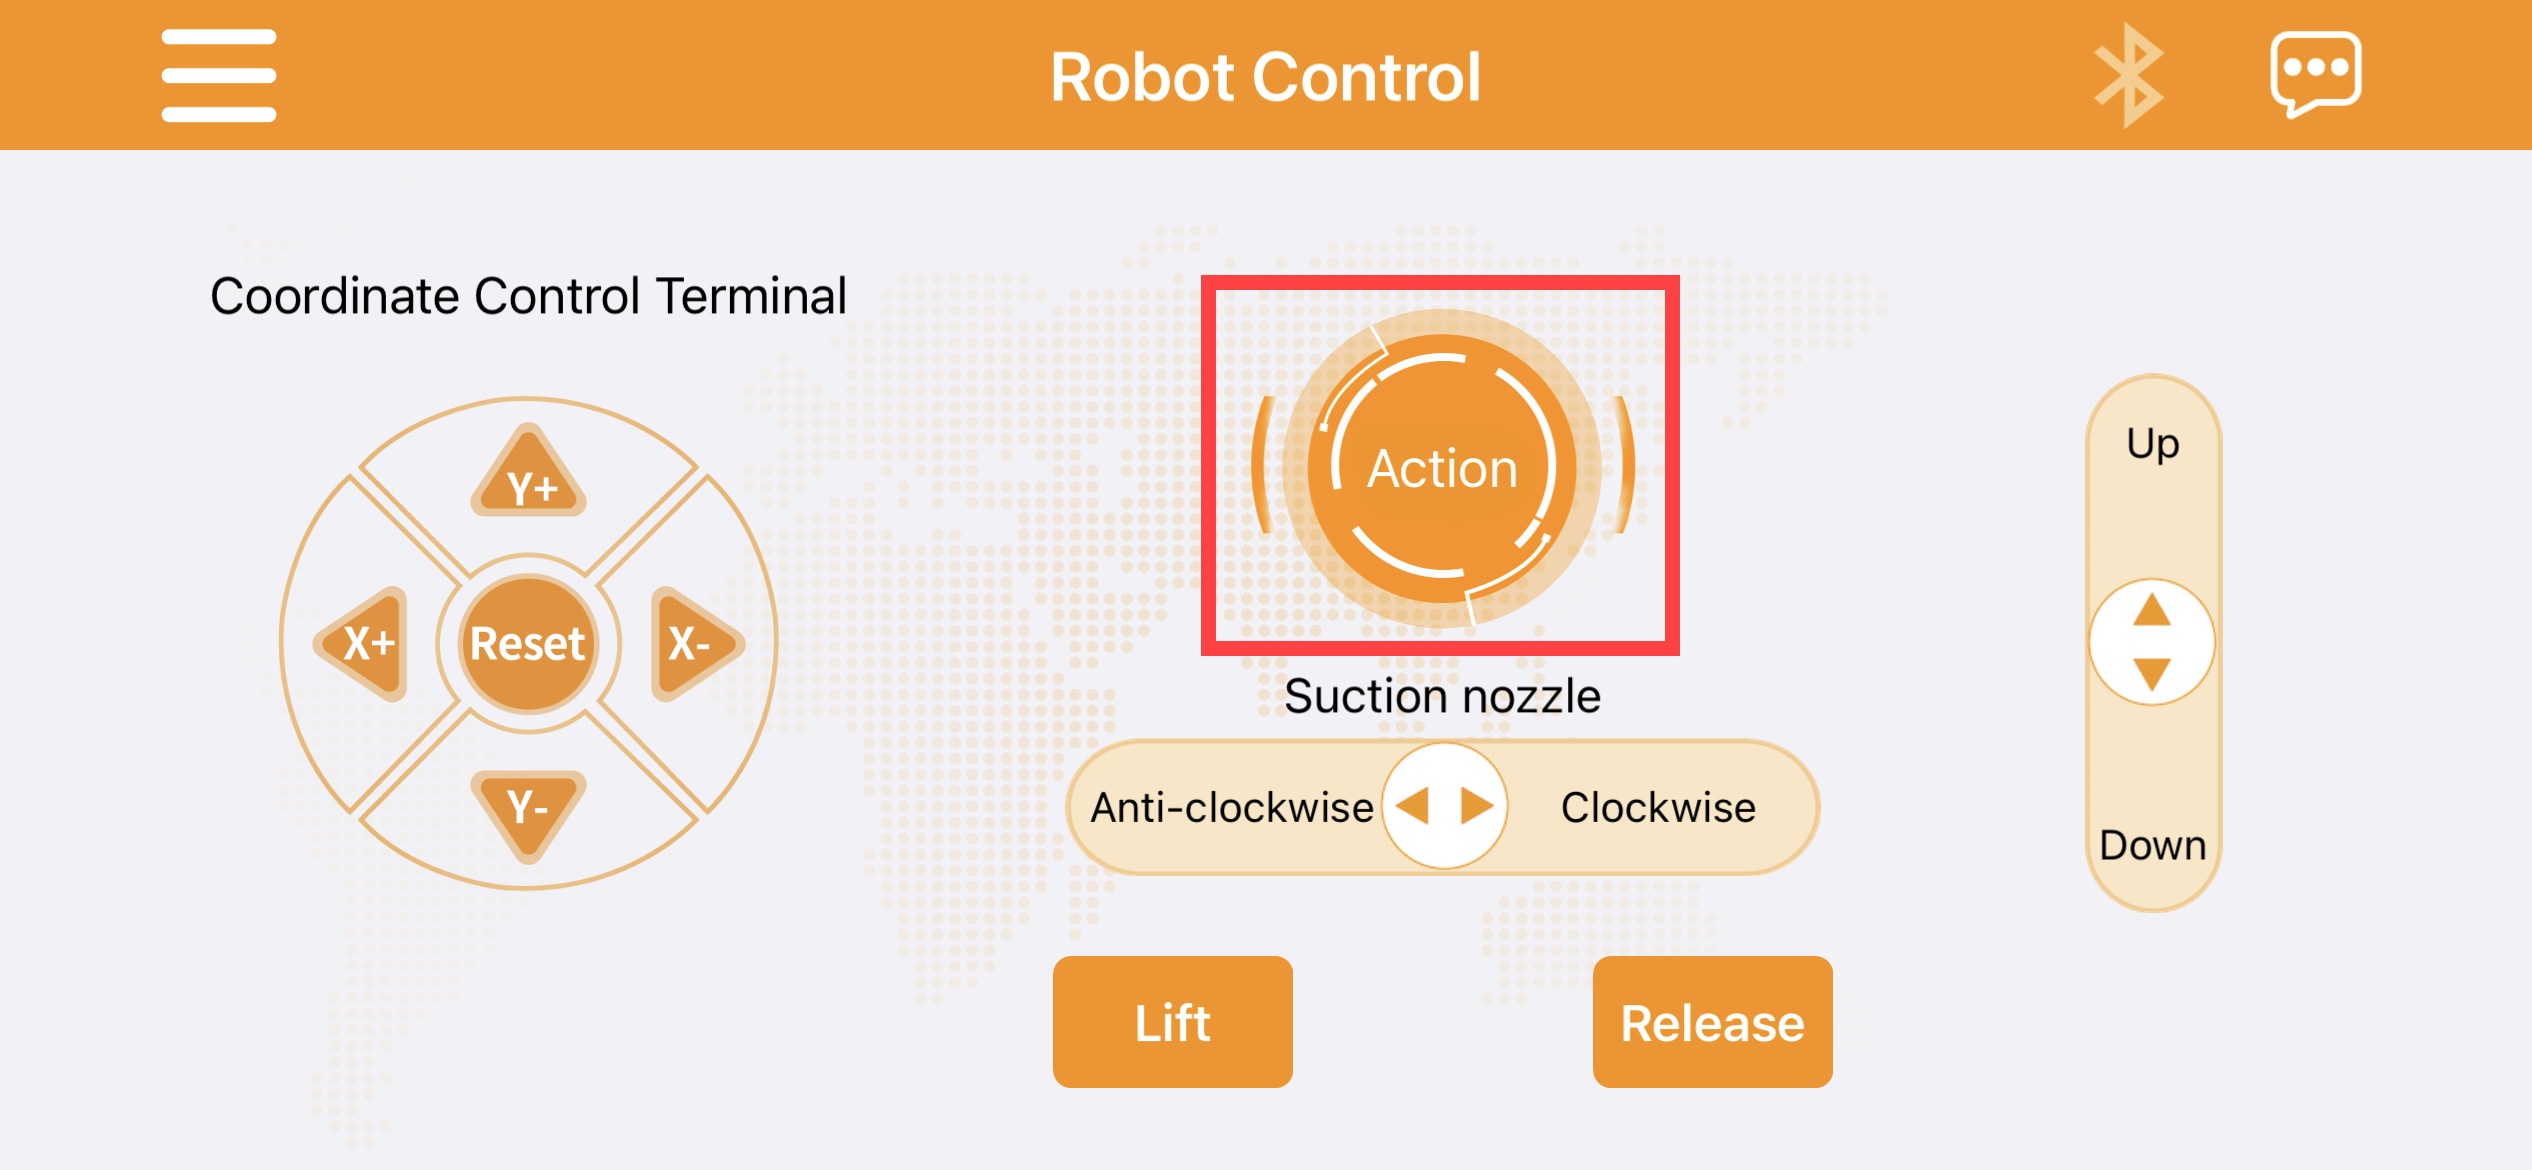 Robot Control
Coordinate Control Terminal
Y+
X+
Reset
X-
Y-
Action
Suction nozzle
Anti-clockwise
Clockwise
Lift
Release
Up
Down